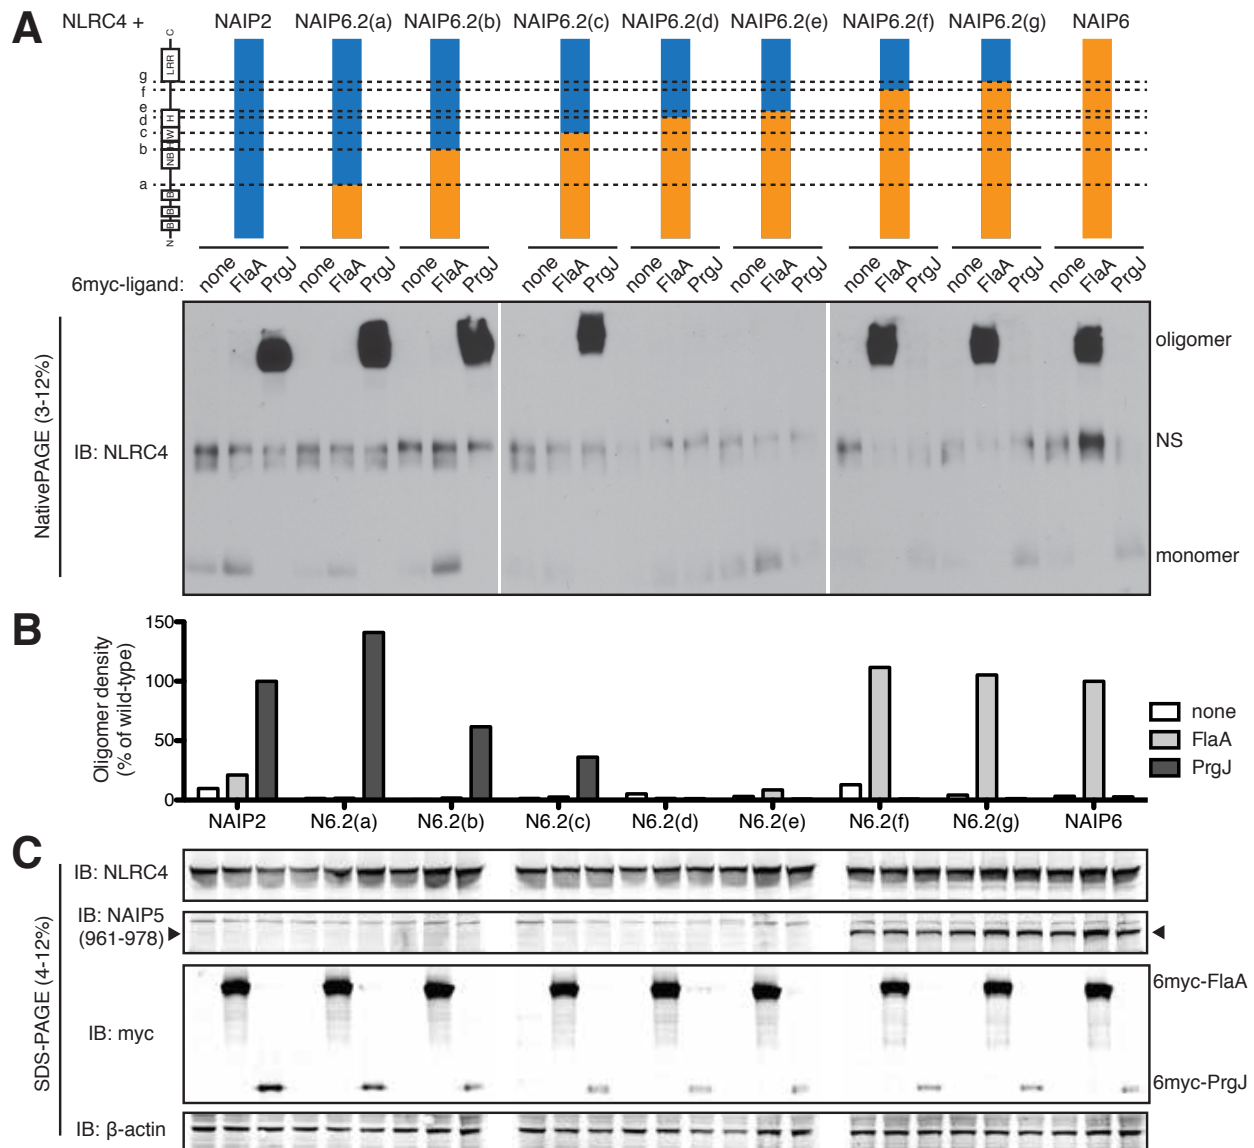 A
NLRC4 + NAIP2 NAIP6.2(a) NAIP6.2(b) NAIP6.2(c) NAIP6.2(d) NAIP6.2(e) NAIP6.2(f) NAIP6.2(g) NAIP6
C
LRR
g
f
e
H
d
W
c
b
NB
a
B
B
B
N
6myc-ligand: none FlaA PrgJ none FlaA PrgJ none FlaA PrgJ none FlaA PrgJ none FlaA PrgJ none FlaA PrgJ none FlaA PrgJ none FlaA PrgJ none FlaA PrgJ
NativePAGE (3-12%)
IB: NLRC4
oligomer
NS
monomer
B
Oligomer density
(% of wild-type)
150
100
50
0
NAIP2 N6.2(a) N6.2(b) N6.2(c) N6.2(d) N6.2(e) N6.2(f) N6.2(g) NAIP6
none
FlaA
PrgJ
C
SDS-PAGE (4-12%)
IB: NLRC4
IB: NAIP5
(961-978)
IB: myc
6myc-FlaA
6myc-PrgJ
IB: β-actin